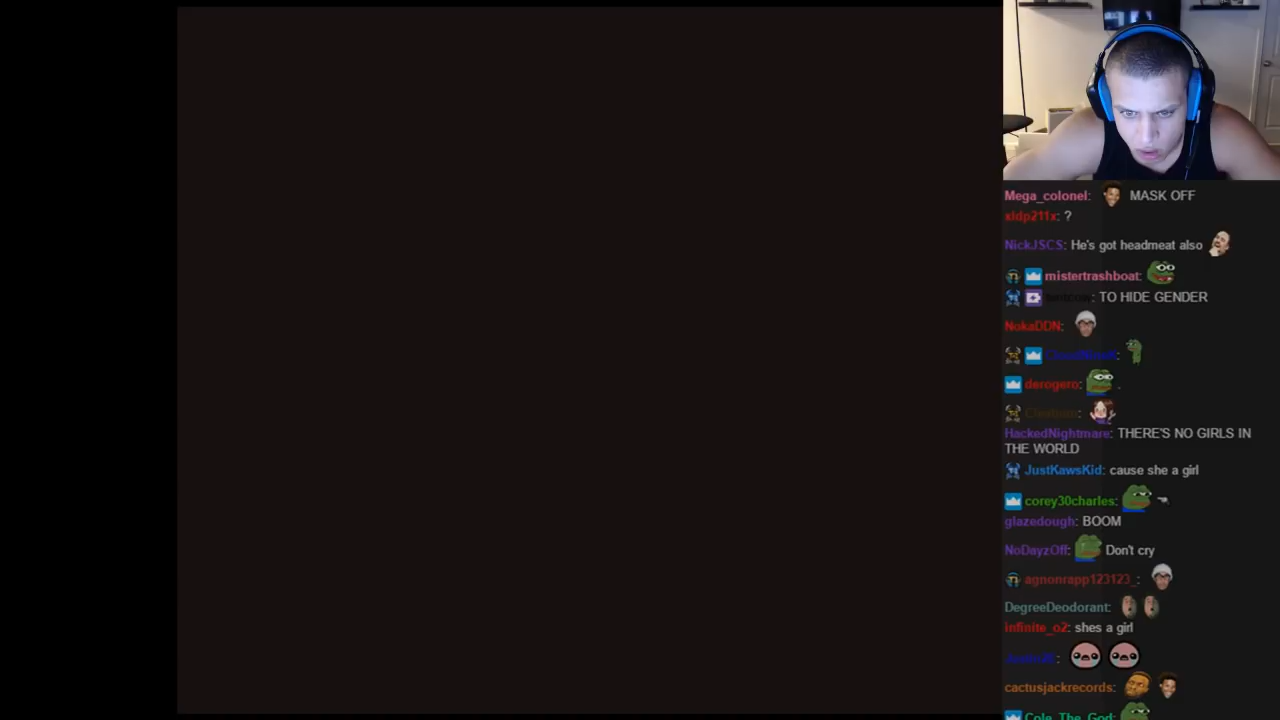 Mega_colonel: MASK OFF
xldp211x: ?
NickJSCS: He's got headmeat also
mistertrashboat:
: TO HIDE GENDER
NokaDDN:
derogero: .
HackedNightmare: THERE'S NO GIRLS IN
THE WORLD
JustKawsKid: cause she a girl
corey30charles:
glazedough: BOOM
NoDayzOff: Don't cry
agnonrapp123123_:
DegreeDeodorant:
infinite_o2: shes a girl
cactusjackrecords:
Cole_The_God: